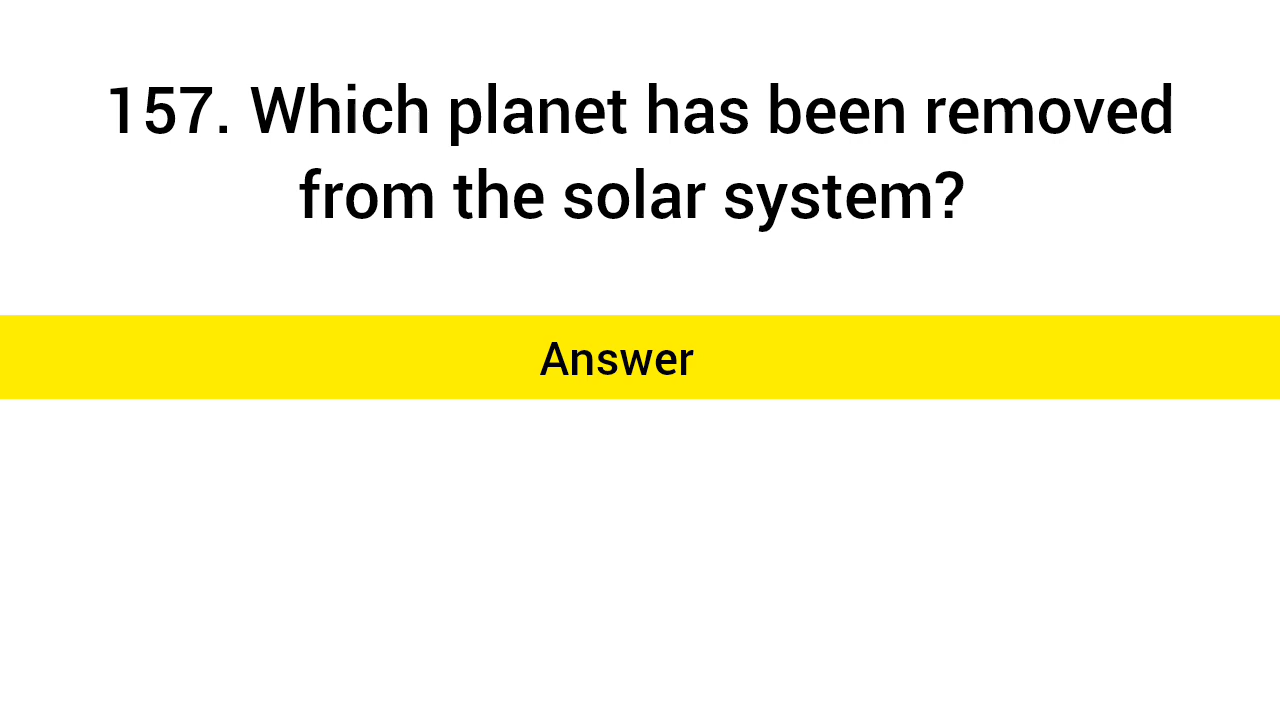 157. Which planet has been removed
from the solar system?
Answer